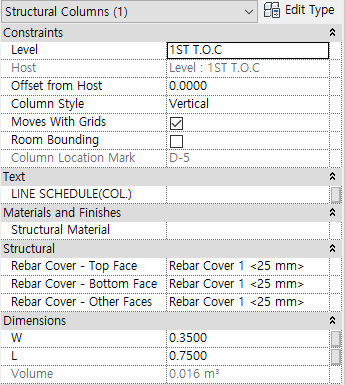 Structural Columns (1) Edit Type
Constraints
Level 1ST T.O.C
Host Level : 1ST T.O.C
Offset from Host 0.0000
Column Style Vertical
Moves With Grids
Room Bounding
Column Location Mark D-5
Text
LINE SCHEDULE(COL.)
Materials and Finishes
Structural Material
Structural
Rebar Cover - Top Face Rebar Cover 1 <25 mm>
Rebar Cover - Bottom Face Rebar Cover 1 <25 mm>
Rebar Cover - Other Faces Rebar Cover 1 <25 mm>
Dimensions
W 0.3500
L 0.7500
Volume 0.016 m³